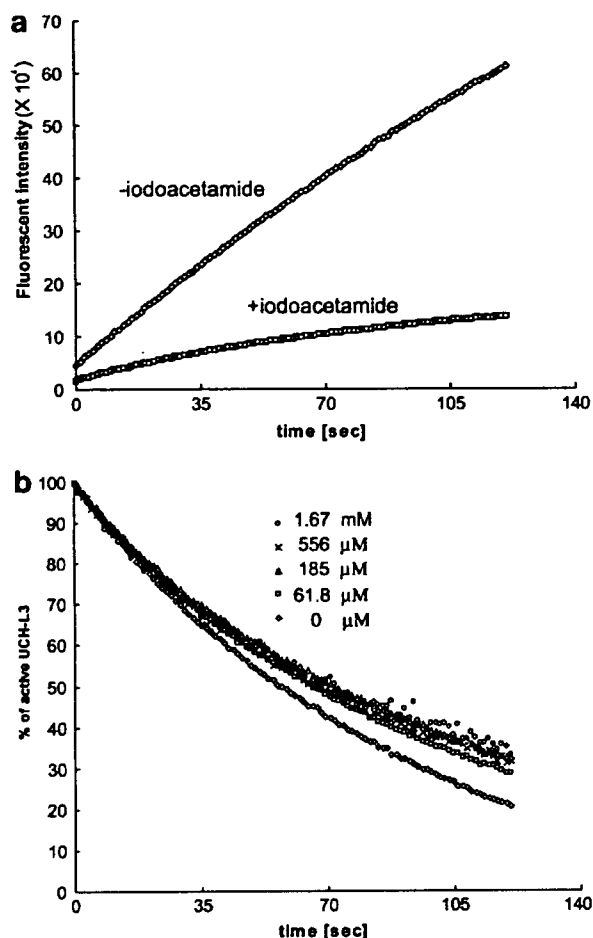 a
Fluorescent intensity (X 10⁴)
70
60
50
40
30
20
10
0
-iodoacetamide
+iodoacetamide
0 35 70 105 140
time [sec]
b
% of active UCH-L3
100
90
80
70
60
50
40
30
20
10
0
1.67 mM
556 µM
185 µM
61.8 µM
0 µM
0 35 70 105 140
time [sec]